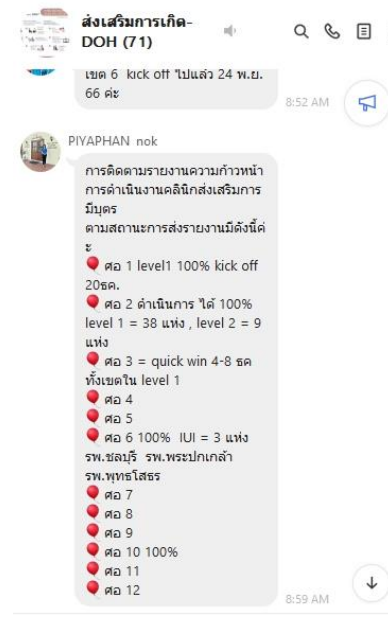 ส่งเสริมการเกิด-
DOH (71)
เขต 6 kick off ไปแล้ว 24 พ.ย.
66 ค่ะ
8:52 AM
PIYAPHAN nok
การติดตามรายงานความก้าวหน้า
การดำเนินงานคลินิกส่งเสริมการ
มีบุตร
ตามสถานะการส่งรายงานมีดังนี้ค่
ะ
🎈 ศอ 1 level1 100% kick off
20ธค.
🎈 ศอ 2 ดำเนินการ ได้ 100%
level 1 = 38 แห่ง , level 2 = 9
แห่ง
🎈 ศอ 3 = quick win 4-8 ธค
ทั้งเขตใน level 1
🎈 ศอ 4
🎈 ศอ 5
🎈 ศอ 6 100% IUI = 3 แห่ง
รพ.ชลบุรี รพ.พระปกเกล้า
รพ.พุทธโสธร
🎈 ศอ 7
🎈 ศอ 8
🎈 ศอ 9
🎈 ศอ 10 100%
🎈 ศอ 11
🎈 ศอ 12
8:59 AM